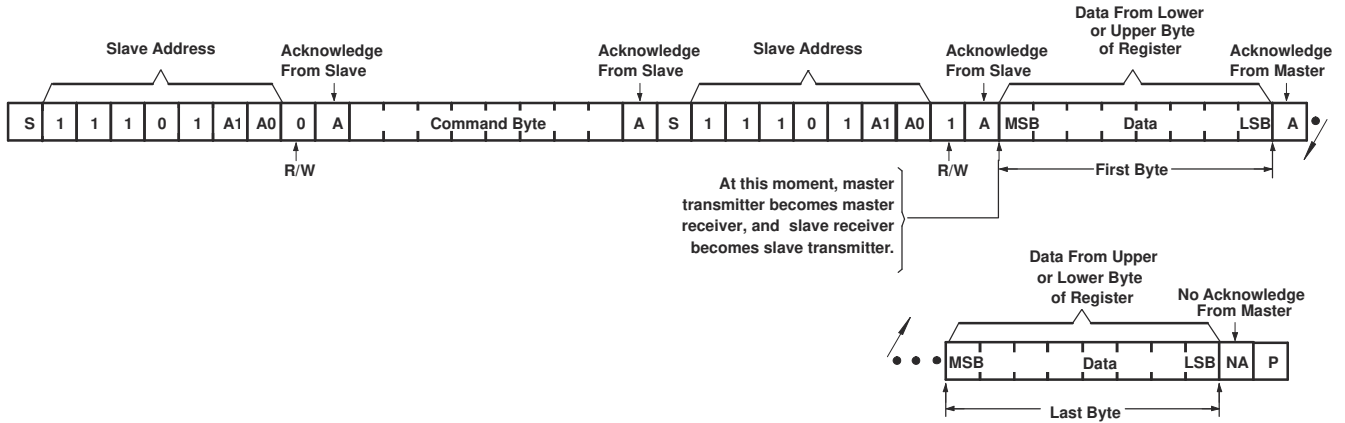 Slave Address
Acknowledge
From Slave
Acknowledge
From Slave
Slave Address
Acknowledge
From Slave
Data From Lower
or Upper Byte
of Register
Acknowledge
From Master
S 1 1 1 0 1 A1 A0 0 A Command Byte A S 1 1 1 0 1 A1 A0 1 A MSB Data LSB A
R/W
R/W
First Byte
At this moment, master
transmitter becomes master
receiver, and slave receiver
becomes slave transmitter.
Data From Upper
or Lower Byte
of Register
No Acknowledge
From Master
MSB Data LSB NA P
Last Byte